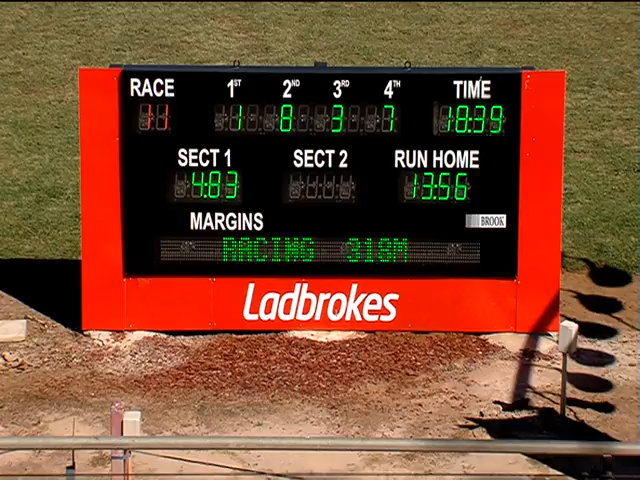 RACE 1ST 2ND 3RD 4TH TIME
11 1 8 3 7 18:39
SECT 1 SECT 2 RUN HOME
4:83 13:56
MARGINS
BROOK
RACING 318M
Ladbrokes